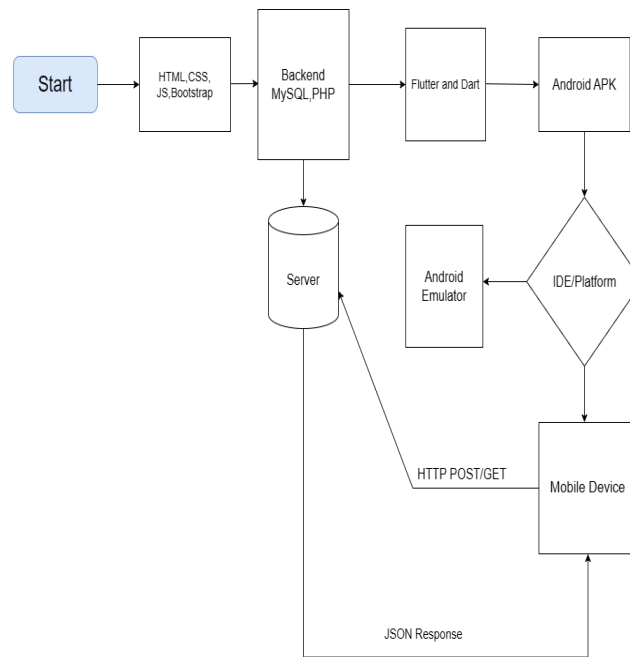 Start
HTML,CSS,
JS,Bootstrap
Backend
MySQL,PHP
Flutter and Dart
Android APK
Server
Android
Emulator
IDE/Platform
HTTP POST/GET
Mobile Device
JSON Response